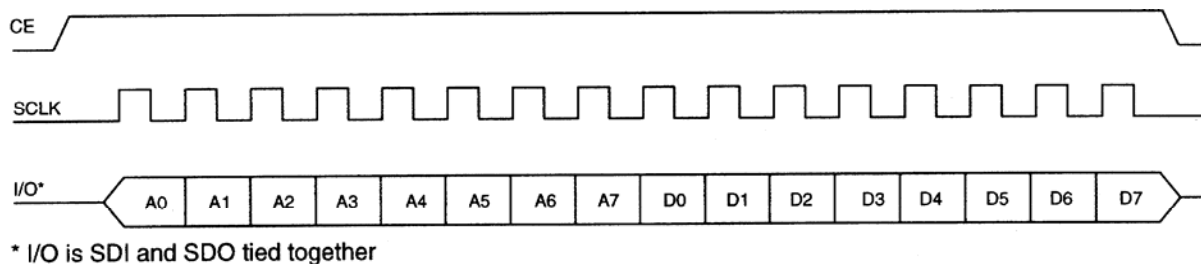 CE
SCLK
I/O*
A0 A1 A2 A3 A4 A5 A6 A7 D0 D1 D2 D3 D4 D5 D6 D7
* I/O is SDI and SDO tied together